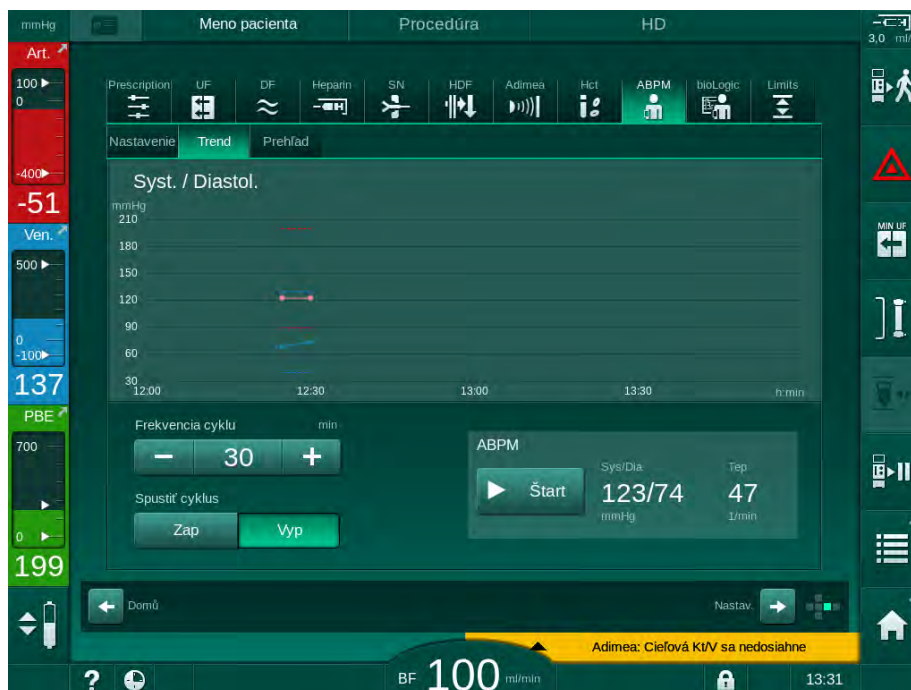 mmHg
Meno pacienta
Procedúra
HD
3,0 ml/
Art.
100
0
-400
-51
Ven.
500
0
-100
137
PBE
700
0
199
Prescription UF DF Heparin SN HDF Adimea Hct ABPM bioLogic Limits
Nastavenie Trend Prehľad
Syst. / Diastol.
mmHg
210
180
150
120
90
60
30
12:00 12:30 13:00 13:30 h:min
Frekvencia cyklu min
30
Spustiť cyklus
Zap Vyp
ABPM
Sys/Dia Tep
Štart 123/74 47
mmHg 1/min
MIN UF
Domů
Nastav.
Adimea: Cieľová Kt/V sa nedosiahne
? BF 100 ml/min 13:31